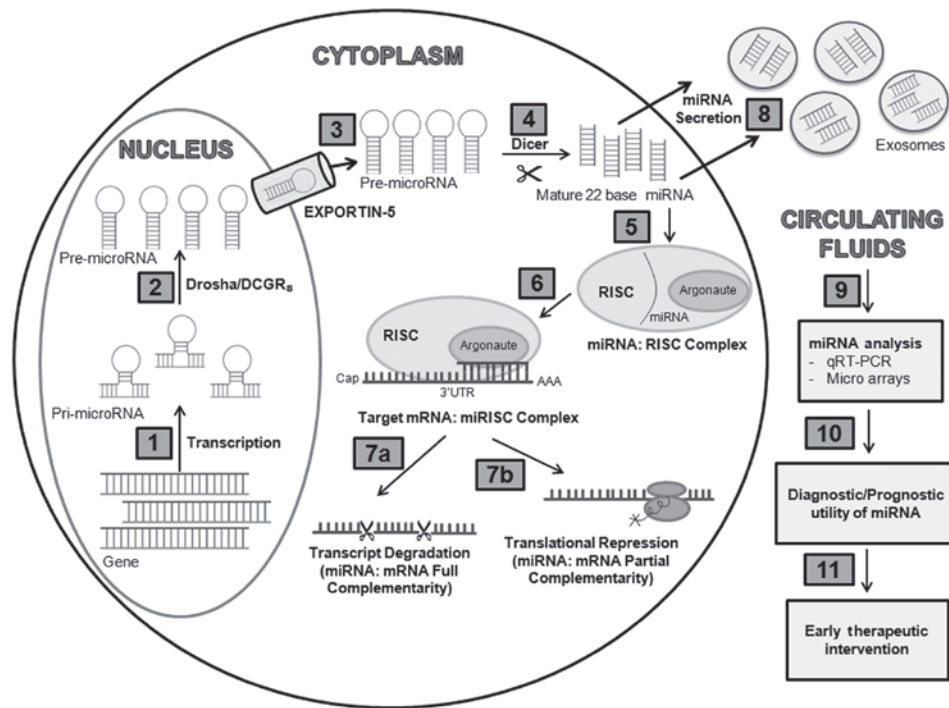 CYTOPLASM
NUCLEUS
Pre-microRNA
2
Drosha/DCGR₈
Pri-microRNA
1
Transcription
Gene
EXPORTIN-5
3
Pre-microRNA
4
Dicer
Mature 22 base miRNA
miRNA
Secretion
8
Exosomes
5
RISC
Argonaute
miRNA
miRNA: RISC Complex
6
RISC
Argonaute
Cap
AAA
3'UTR
Target mRNA: miRISC Complex
7a
7b
Transcript Degradation
(miRNA: mRNA Full
Complementarity)
Translational Repression
(miRNA: mRNA Partial
Complementarity)
CIRCULATING
FLUIDS
9
miRNA analysis
- qRT-PCR
- Micro arrays
10
Diagnostic/Prognostic
utility of miRNA
11
Early therapeutic
intervention